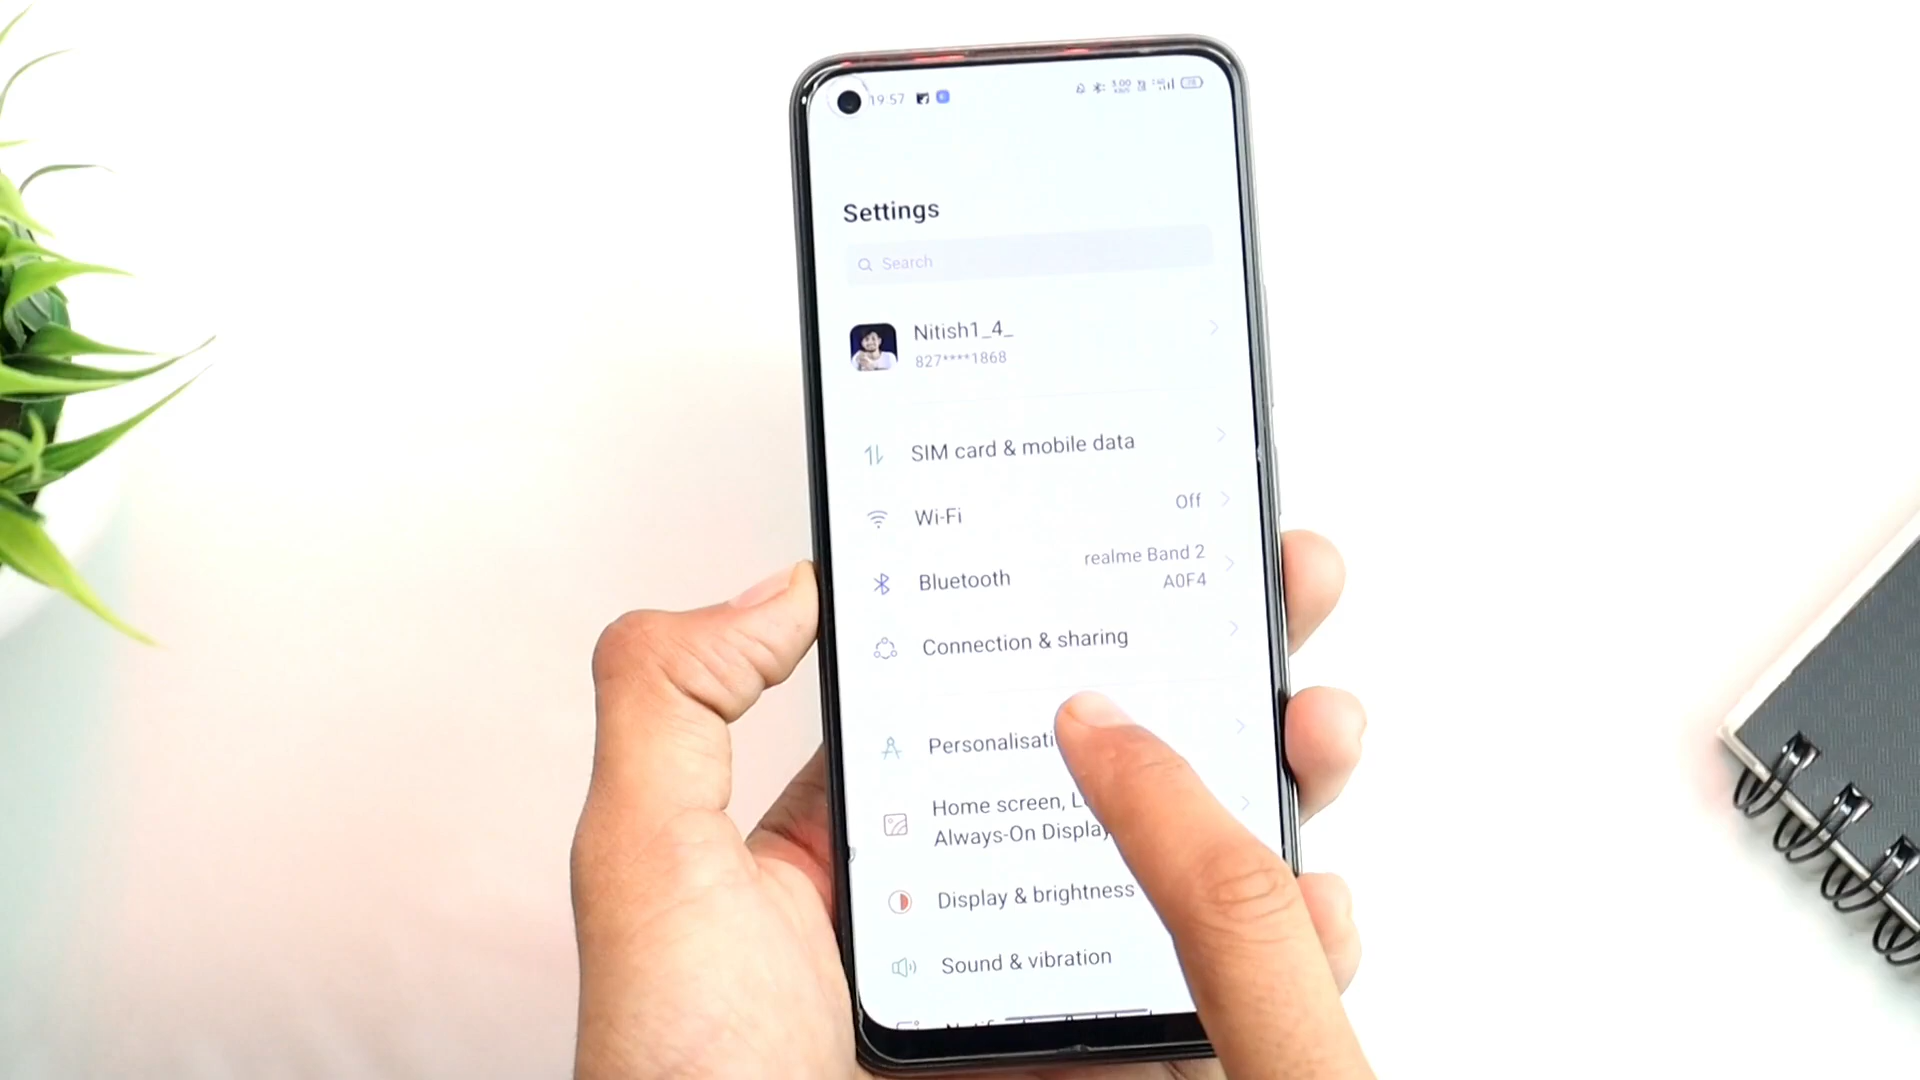 19:57
Settings
Search
Nitish1_4_
827****1868
SIM card & mobile data
Wi-Fi
Off
Bluetooth
realme Band 2
A0F4
Connection & sharing
Personalisati
Home screen, L
Always-On Display
Display & brightness
Sound & vibration